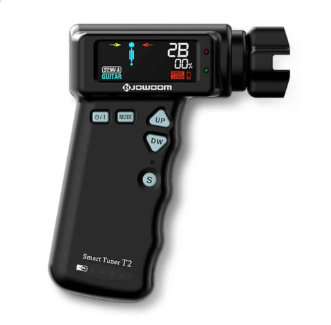 2B
00%
SEMI-A
GUITAR
JOWOOM
⏻/I
MODE
UP
DW
S
Smart Tuner T2